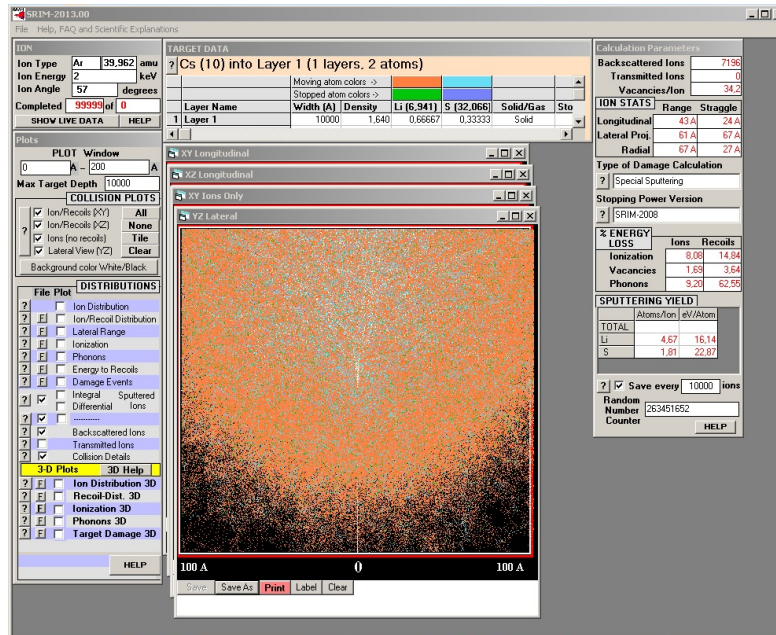 SRIM-2013.00
File Help, FAQ and Scientific Explanations
ION
Ion Type Ar 39,962 amu
Ion Energy 2 keV
Ion Angle 57 degrees
Completed 99999 of 0
SHOW LIVE DATA HELP
Plots
PLOT Window
0 A - 200 A
Max Target Depth 10000
COLLISION PLOTS
? Ion/Recoils (XY) All
Ion/Recoils (XZ) None
Ions (no recoils) Tile
Lateral View (YZ) Clear
Background color White/Black
DISTRIBUTIONS
File Plot
? Ion Distribution
? F Ion/Recoil Distribution
? F Lateral Range
? F Ionization
? F Phonons
? F Energy to Recoils
? F Damage Events
? Integral Sputtered
Differential Ions
? ----------
? Backscattered Ions
? Transmitted Ions
? Collision Details
3-D Plots 3D Help
? F Ion Distribution 3D
? F Recoil-Dist. 3D
? F Ionization 3D
? F Phonons 3D
? F Target Damage 3D
HELP
TARGET DATA
? Cs (10) into Layer 1 (1 layers, 2 atoms)
Moving atom colors ->
Stopped atom colors ->
Layer Name Width (A) Density Li (6,941) S (32,066) Solid/Gas Sto
1 Layer 1 10000 1,640 0,66667 0,33333 Solid
XY Longitudinal
XZ Longitudinal
XY Ions Only
YZ Lateral
100 A 0 100 A
Save Save As Print Label Clear
Calculation Parameters
Backscattered Ions 7196
Transmitted Ions 0
Vacancies/Ion 34,2
ION STATS Range Straggle
Longitudinal 43 A 24 A
Lateral Proj. 61 A 67 A
Radial 67 A 27 A
Type of Damage Calculation
? Special Sputtering
Stopping Power Version
? SRIM-2008
% ENERGY LOSS Ions Recoils
Ionization 8,08 14,84
Vacancies 1,69 3,64
Phonons 9,20 62,55
SPUTTERING YIELD
Atoms/Ion eV/Atom
TOTAL
Li 4,67 16,14
S 1,81 22,87
? Save every 10000 ions
Random Number Counter 263451652
HELP